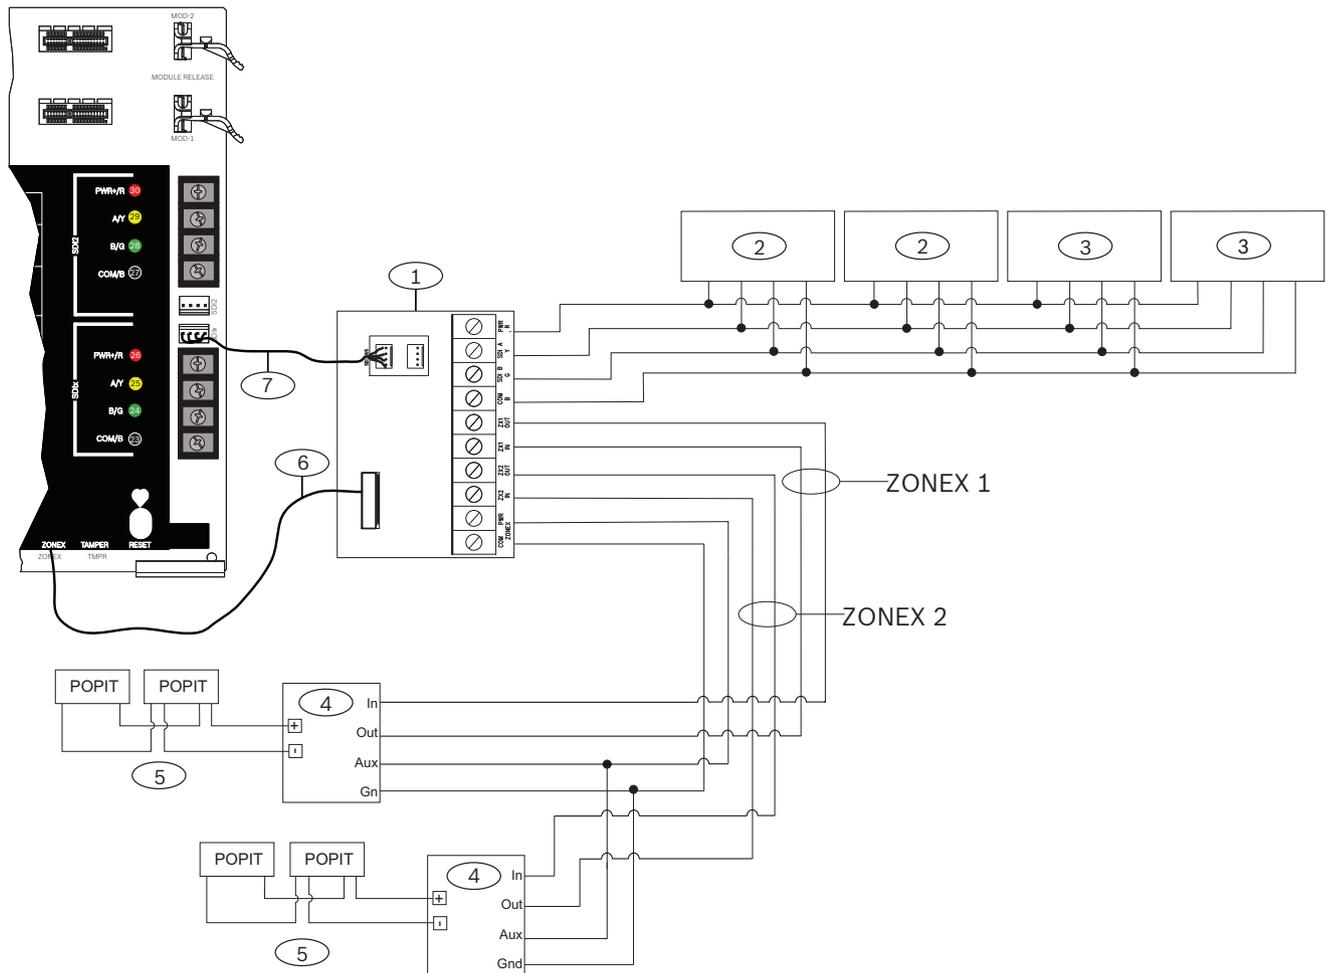 MOD-2
MODULE RELEASE
MOD-1
PWR+/R 30
A/Y 29
B/G 28
COM/B 27
SDI2
SDI2
PWR+/R 26
A/Y 25
B/G 24
COM/B 23
SDIx
ZONEX TAMPER RESET
TMPR
1
PWR R
SDI A Y
SDI B G
COM B
ZX1 OUT
ZX1 IN
ZX2 OUT
ZX2 IN
PWR
COM
ZONEX
2
2
3
3
7
6
ZONEX 1
ZONEX 2
POPIT POPIT
5
4
In
Out
Aux
Gn
+
-
POPIT POPIT
5
4
In
Out
Aux
Gnd
+
-